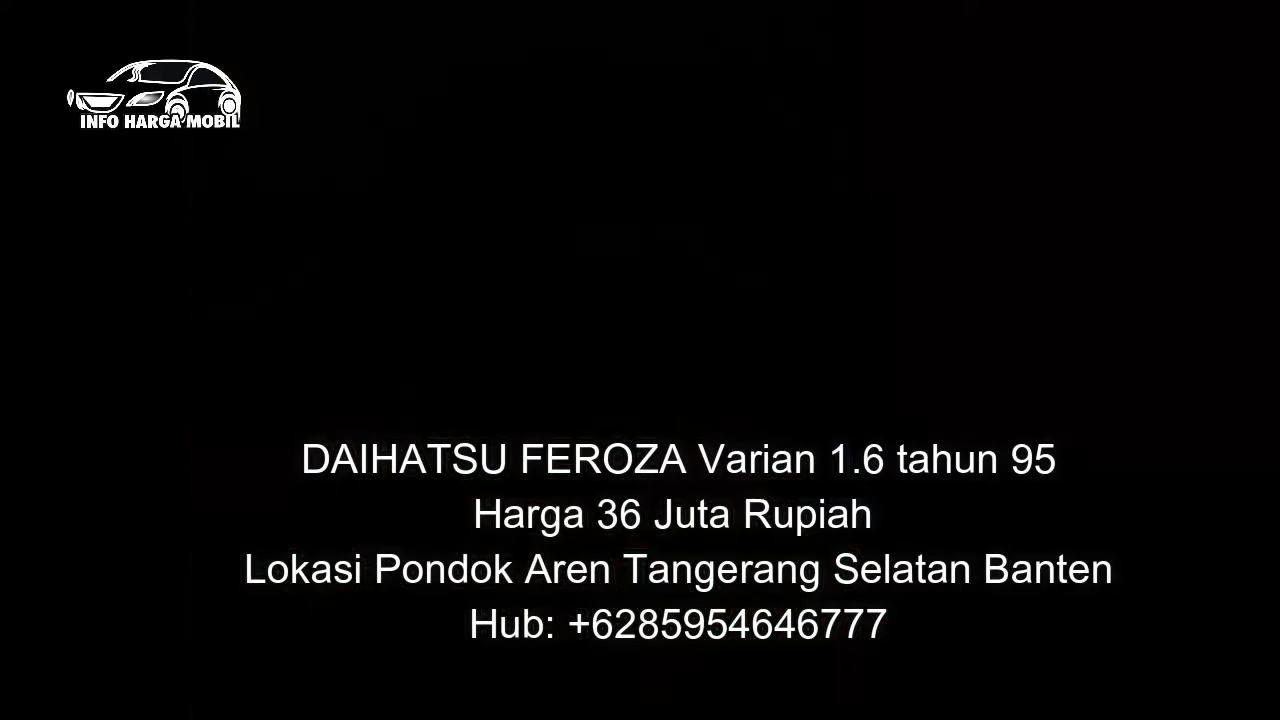 INFO HARGA MOBIL
DAIHATSU FEROZA Varian 1.6 tahun 95
Harga 36 Juta Rupiah
Lokasi Pondok Aren Tangerang Selatan Banten
Hub: +6285954646777